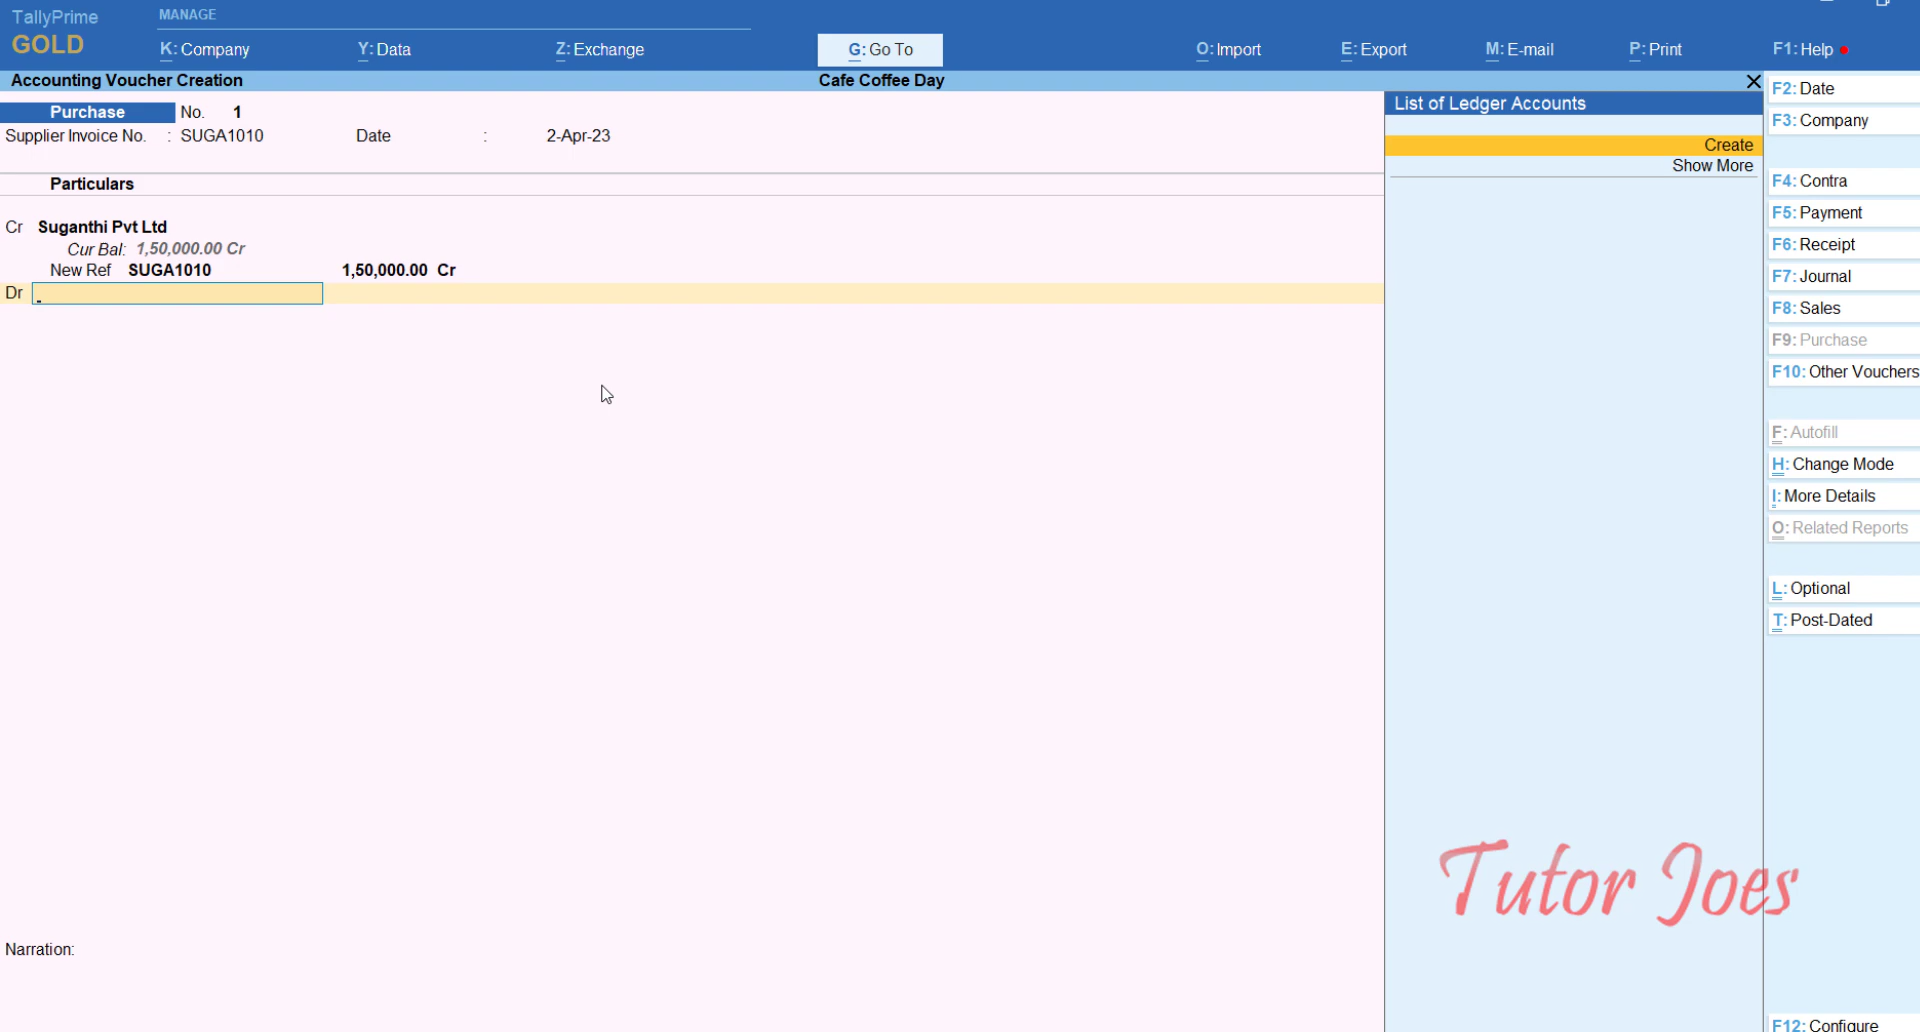 TallyPrime
GOLD
MANAGE
K: Company
Y: Data
Z: Exchange
G: Go To
O: Import
E: Export
M: E-mail
P: Print
F1: Help
Accounting Voucher Creation
Cafe Coffee Day
Purchase No. 1
Supplier Invoice No. : SUGA1010 Date : 2-Apr-23
Particulars
Cr Suganthi Pvt Ltd
Cur Bal: 1,50,000.00 Cr
New Ref SUGA1010 1,50,000.00 Cr
Dr
Narration:
List of Ledger Accounts
Create
Show More
F2: Date
F3: Company
F4: Contra
F5: Payment
F6: Receipt
F7: Journal
F8: Sales
F9: Purchase
F10: Other Vouchers
F: Autofill
H: Change Mode
I: More Details
O: Related Reports
L: Optional
T: Post-Dated
F12: Configure
Tutor Joes